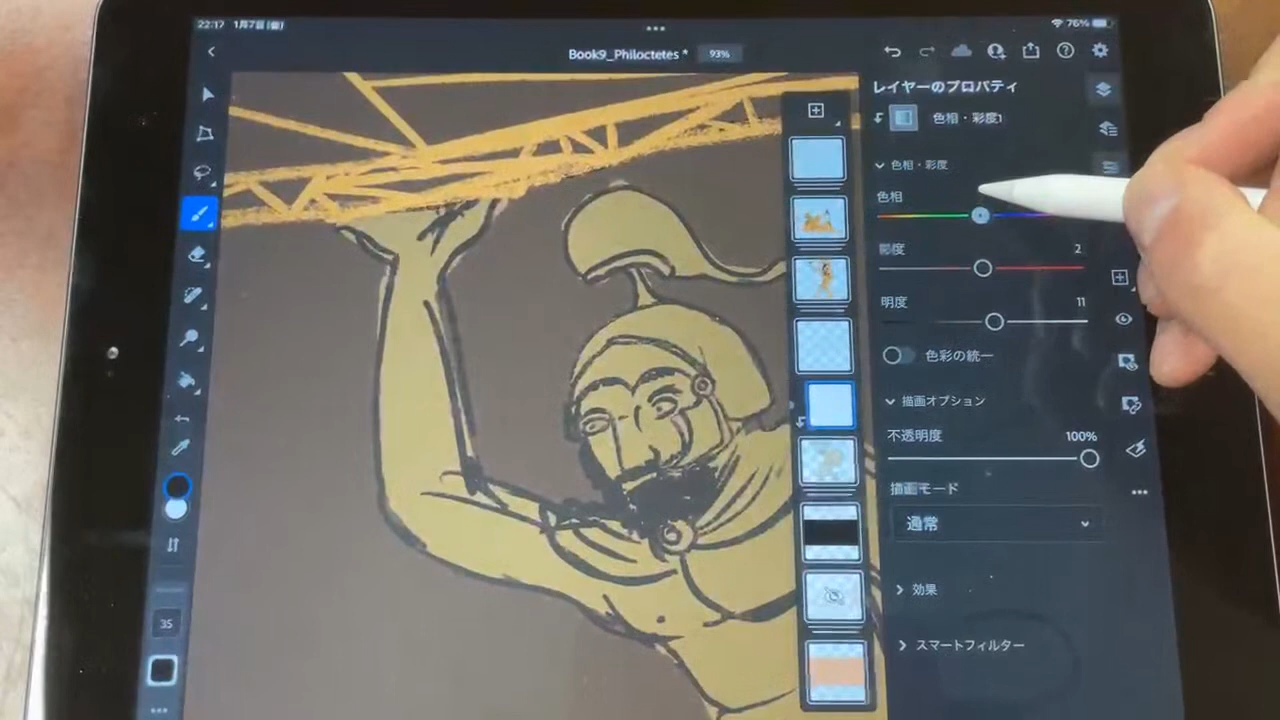 22:17 1月7日(金)
76%
Book9_Philoctetes * 93%
レイヤーのプロパティ
色相・彩度1
色相・彩度
色相
彩度 2
明度 11
色彩の統一
描画オプション
不透明度 100%
描画モード
通常
効果
スマートフィルター
35